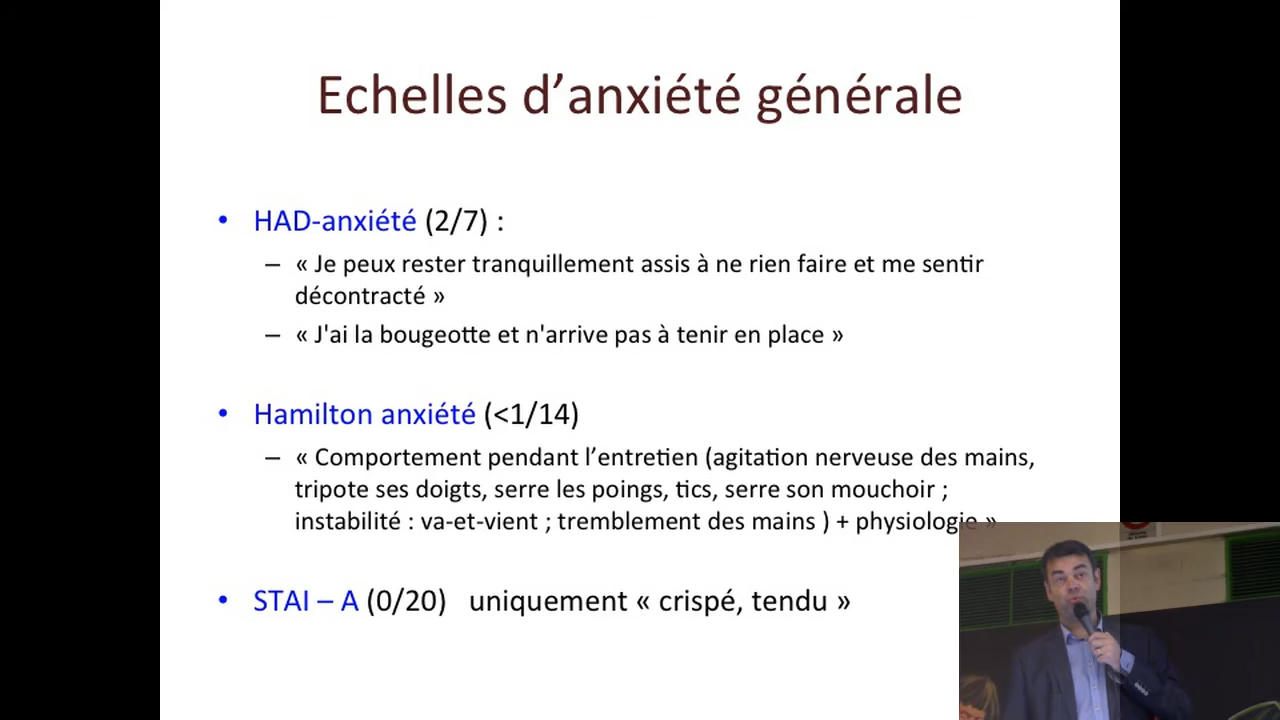 Echelles d’anxiété générale
• HAD-anxiété (2/7) :
– « Je peux rester tranquillement assis à ne rien faire et me sentir
décontracté »
– « J'ai la bougeotte et n'arrive pas à tenir en place »
• Hamilton anxiété (<1/14)
– « Comportement pendant l’entretien (agitation nerveuse des mains,
tripote ses doigts, serre les poings, tics, serre son mouchoir ;
instabilité : va-et-vient ; tremblement des mains ) + physiologie »
• STAI – A (0/20) uniquement « crispé, tendu »